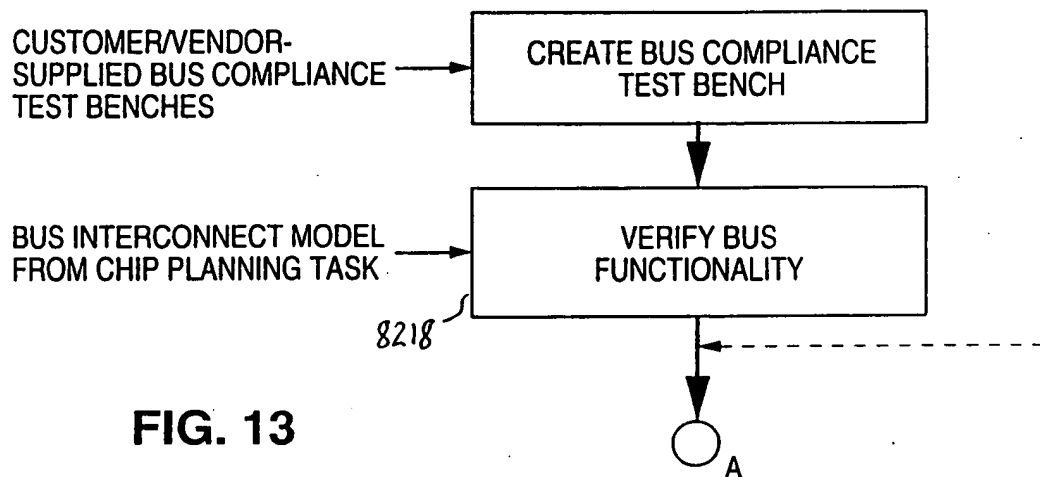 CUSTOMER/VENDOR-
SUPPLIED BUS COMPLIANCE
TEST BENCHES
CREATE BUS COMPLIANCE
TEST BENCH
BUS INTERCONNECT MODEL
FROM CHIP PLANNING TASK
VERIFY BUS
FUNCTIONALITY
8218
FIG. 13
A